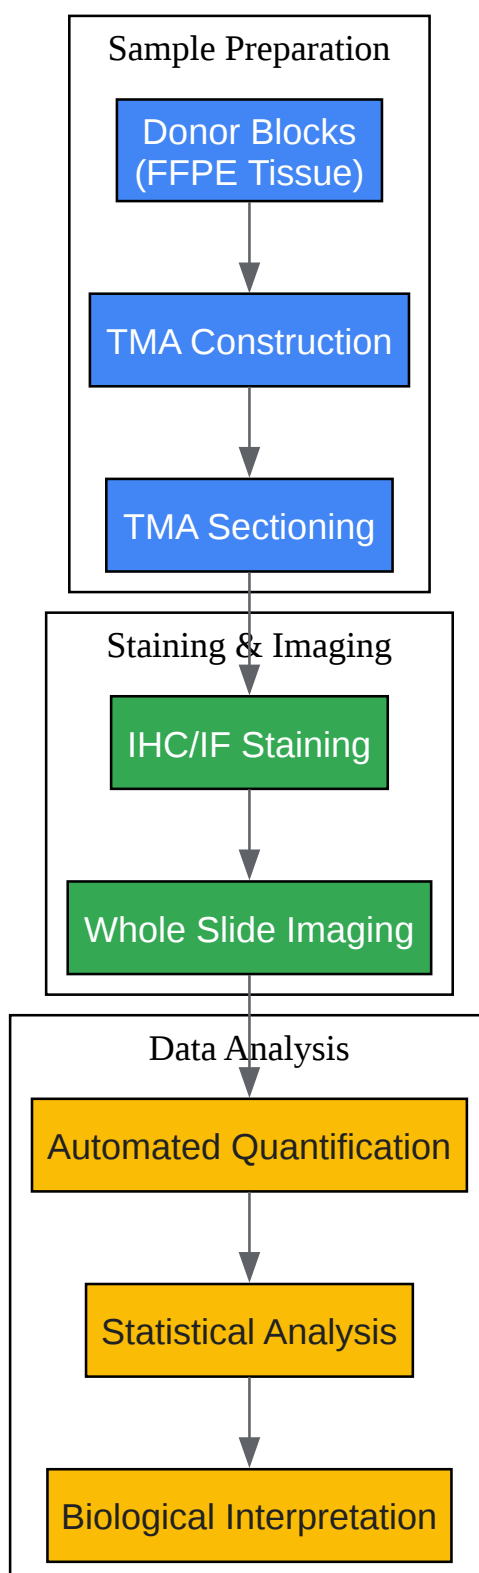 Sample Preparation
Donor Blocks
(FFPE Tissue)
TMA Construction
TMA Sectioning
Staining & Imaging
IHC/IF Staining
Whole Slide Imaging
Data Analysis
Automated Quantification
Statistical Analysis
Biological Interpretation